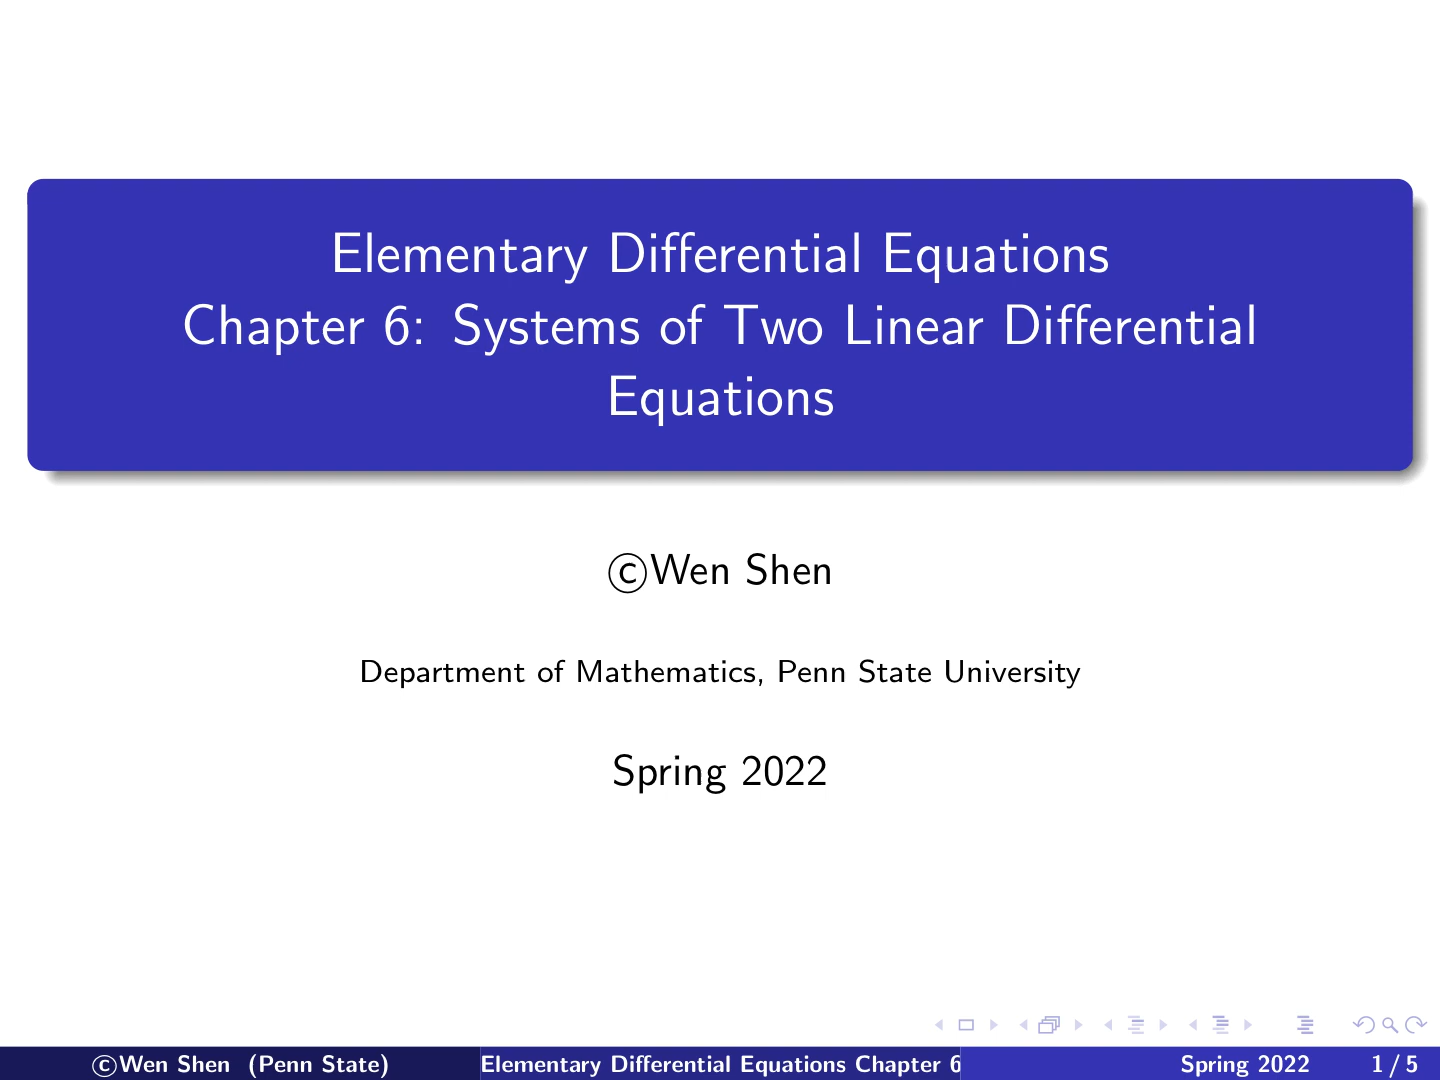 Elementary Differential Equations
Chapter 6: Systems of Two Linear Differential
Equations
©Wen Shen
Department of Mathematics, Penn State University
Spring 2022
©Wen Shen (Penn State)
Elementary Differential Equations Chapter 6
Spring 2022
1 / 5